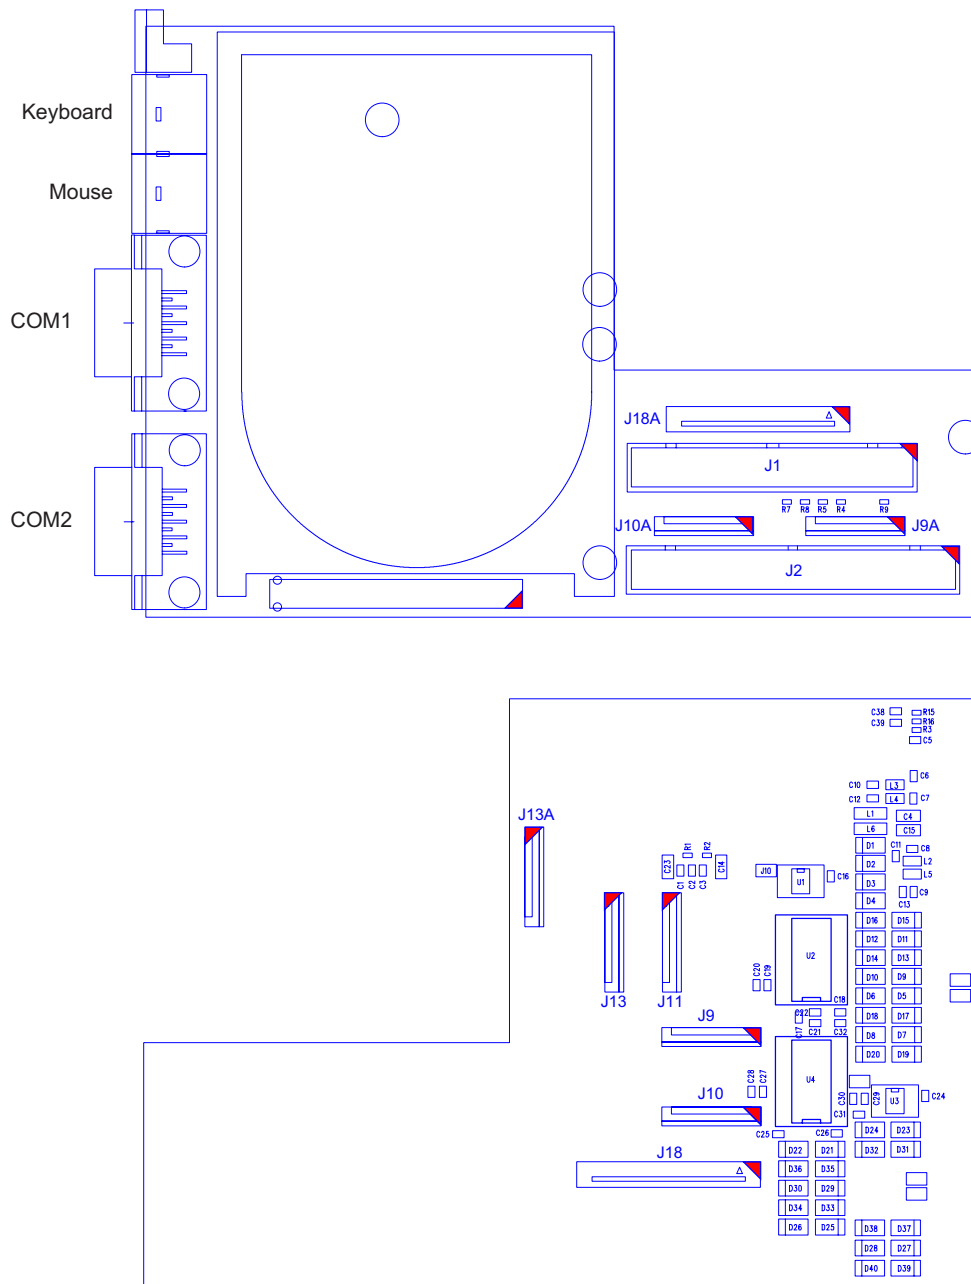 Keyboard
Mouse
COM1
COM2
J18A
J1
R7 R8 R5 R4 R9
J10A
J9A
J2
C38 R15
R16
C39 R3
C5
C6
C10 L3
C12 L4 C7
L1 C4
L6 C15
J13A
D1 C11 C8
R1 R2
C23 C14
D2 L2
C1 C2 C3
J10 U1 C16
D3 L5
D4 C13 C9
D16 D15
D12 D11
U2
D14 D13
C20 C19
D10 D9
J13 J11
D6 D5
C22 C18
D18 D17
J9
C17 C21 C32
D8 D7
D20 D19
C28 C27
U4
C30 C29 U3 C24
J10
C31
C25 C26
D24 D23
J18
D22 D21 D32 D31
D36 D35
D30 D29
D34 D33
D26 D25 D38 D37
D28 D27
D40 D39